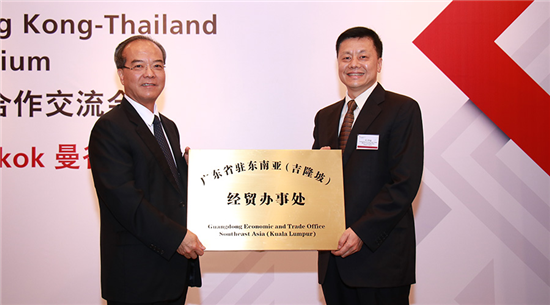 g Kong-Thailand
ium
合作交流会
kok 曼谷
广东省驻东南亚(吉隆坡)
经贸办事处
Guangdong Economic and Trade Office
Southeast Asia (Kuala Lumpur)